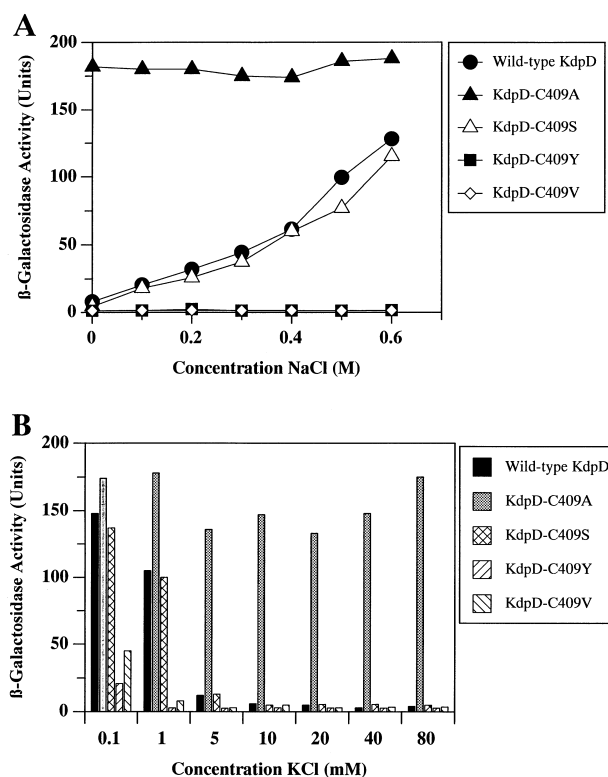 A
ß-Galactosidase Activity (Units)
200
150
100
50
0
0 0.2 0.4 0.6
Concentration NaCl (M)
Wild-type KdpD
KdpD-C409A
KdpD-C409S
KdpD-C409Y
KdpD-C409V
B
ß-Galactosidase Activity (Units)
200
150
100
50
0
0.1 1 5 10 20 40 80
Concentration KCl (mM)
Wild-type KdpD
KdpD-C409A
KdpD-C409S
KdpD-C409Y
KdpD-C409V